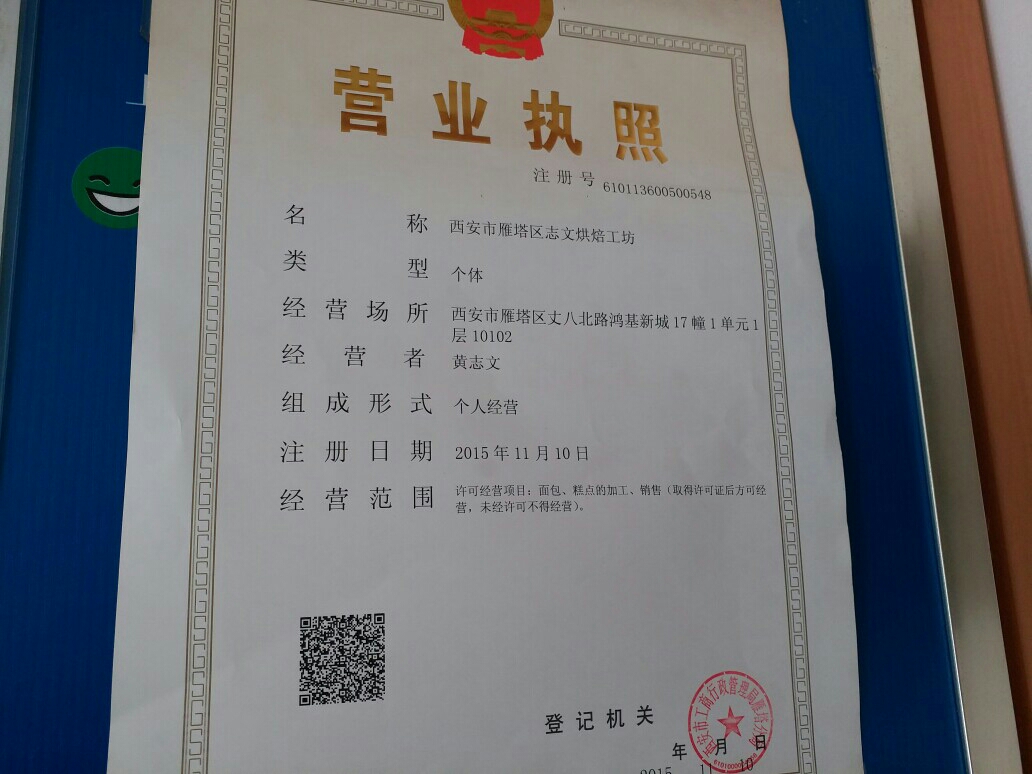 营业执照
注册号 610113600500548
名称 西安市雁塔区志文烘焙工坊
类型 个体
经营场所 西安市雁塔区丈八北路鸿基新城17幢1单元1
层10102
经营者 黄志文
组成形式 个人经营
注册日期 2015年11月10日
经营范围 许可经营项目：面包、糕点的加工、销售（取得许可证后方可经
营，未经许可不得经营）。
登记机关
西安市工商行政管理局雁塔分局
年 月 日
2015 11 10